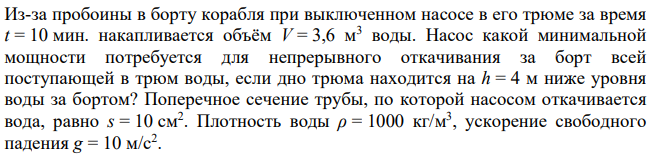 Из-за пробоины в борту корабля при выключенном насосе в его трюме за время
t = 10 мин. накапливается объём V = 3,6 м³ воды. Насос какой минимальной
мощности потребуется для непрерывного откачивания за борт всей
поступающей в трюм воды, если дно трюма находится на h = 4 м ниже уровня
воды за бортом? Поперечное сечение трубы, по которой насосом откачивается
вода, равно s = 10 см². Плотность воды ρ = 1000 кг/м³, ускорение свободного
падения g = 10 м/с².